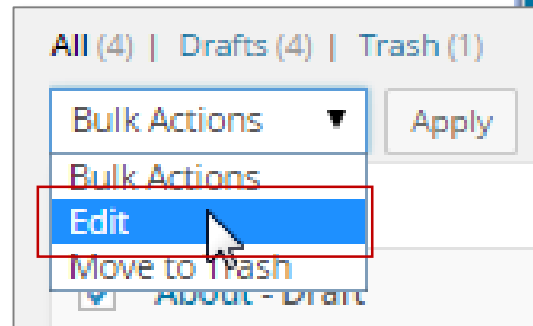 All (4) | Drafts (4) | Trash (1)
Bulk Actions ▼ Apply
Bulk Actions
Edit
Move to Trash
About - Draft